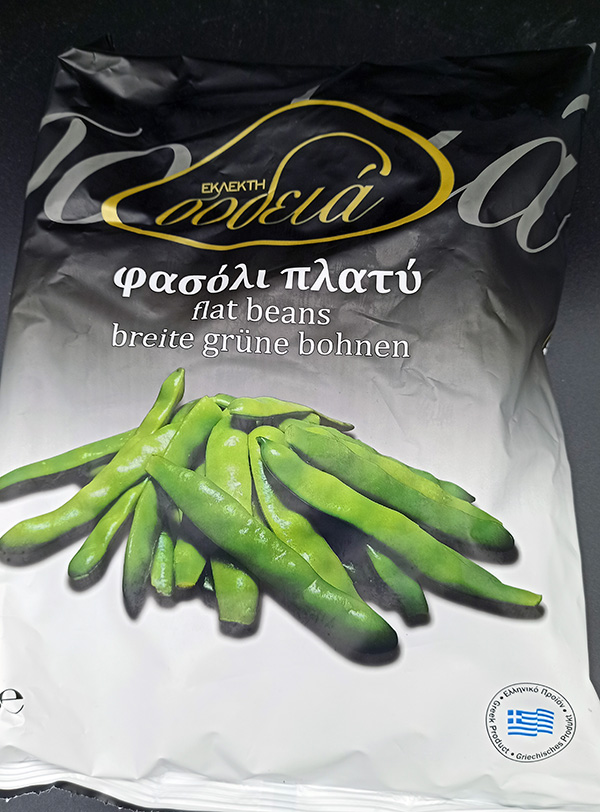 ΕΚΛΕΚΤΗ
σοδειά
φασόλι πλατύ
flat beans
breite grüne bohnen
℮
• Ελληνικό Προϊόν • Griechisches Produkt • Greek Product